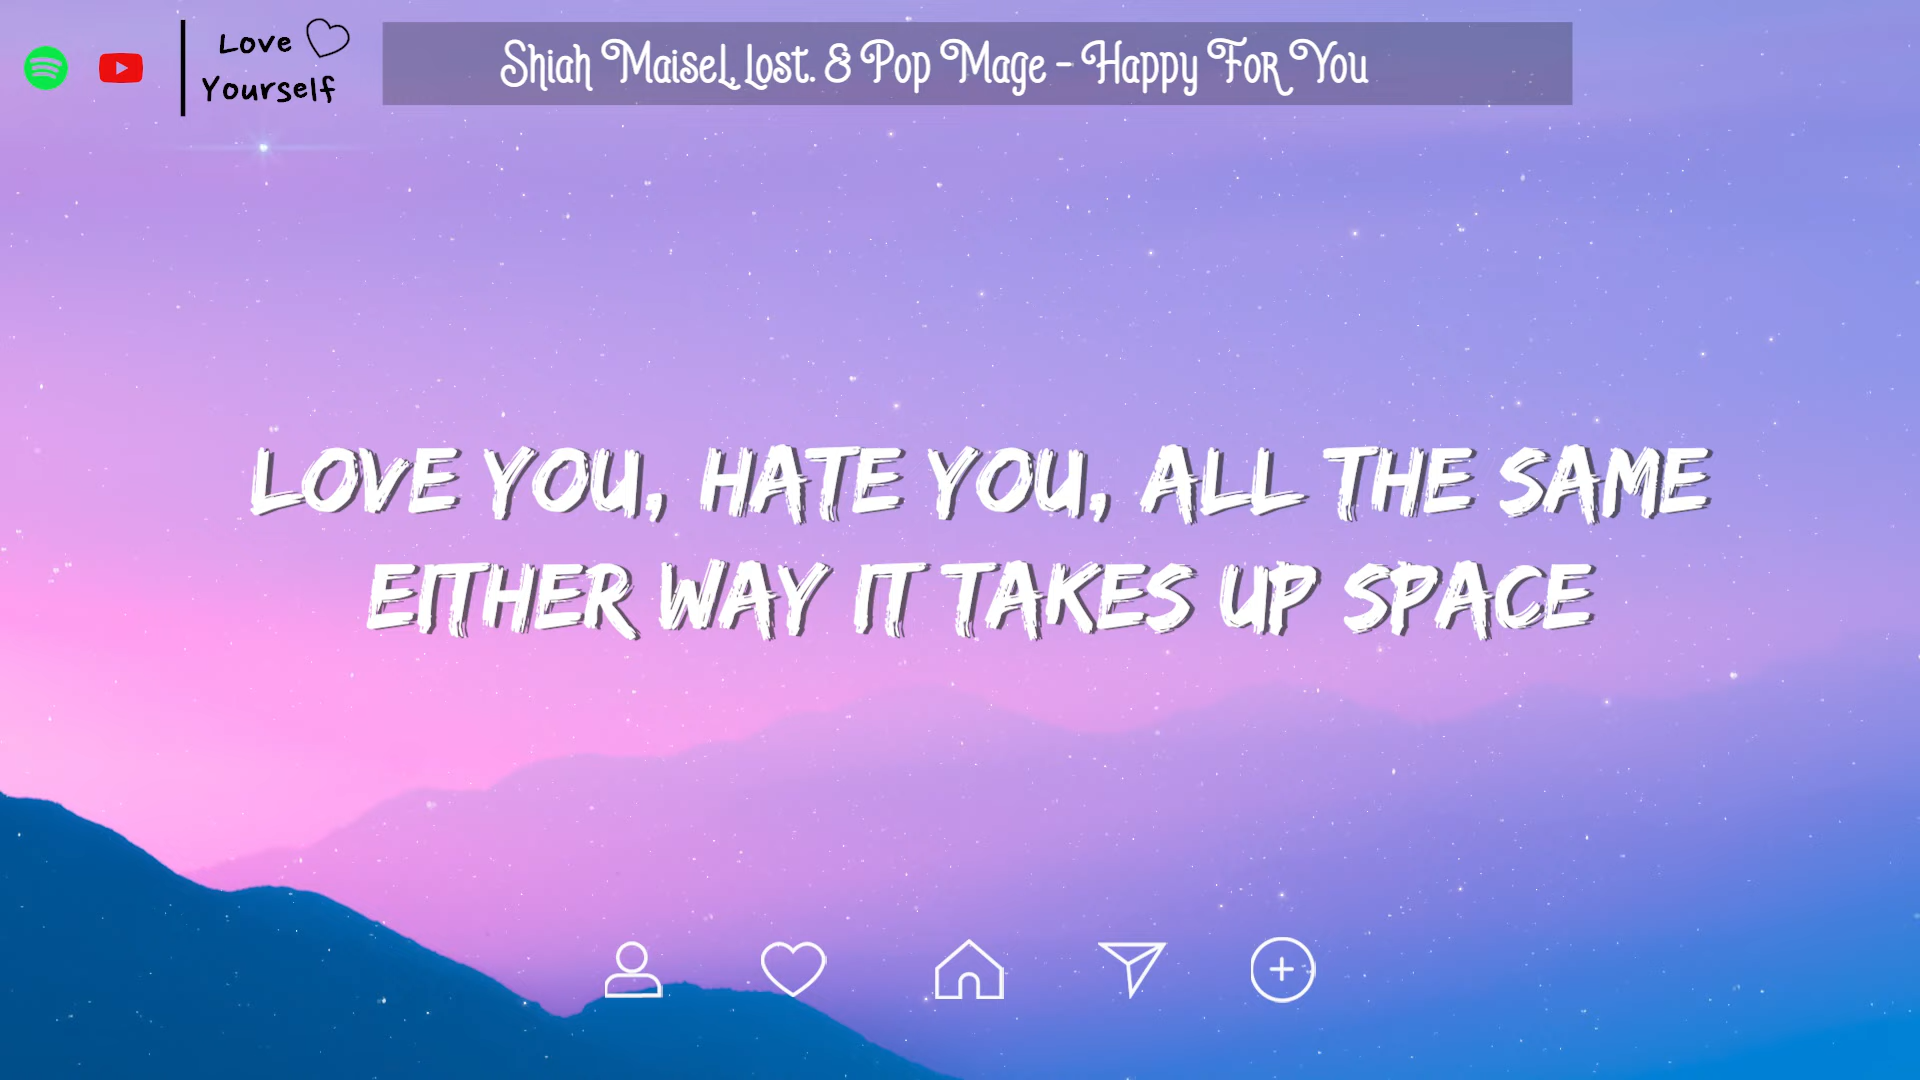 Love
Yourself
Shiah Maisel, lost. & Pop Mage - Happy For You
LOVE YOU, HATE YOU, ALL THE SAME
EITHER WAY IT TAKES UP SPACE